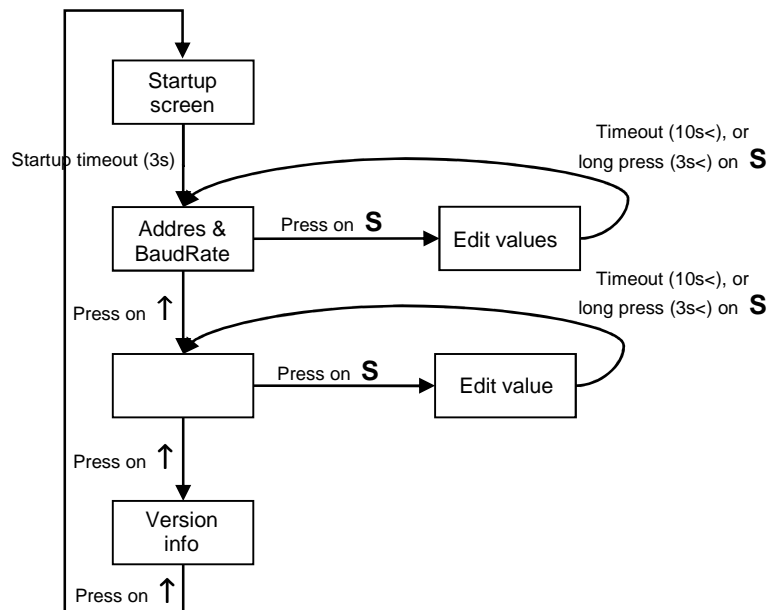 Startup
screen
Startup timeout (3s)
Timeout (10s<), or
long press (3s<) on S
Addres &
BaudRate
Press on S
Edit values
Press on ↑
Timeout (10s<), or
long press (3s<) on S
Press on S
Edit value
Press on ↑
Version
info
Press on ↑